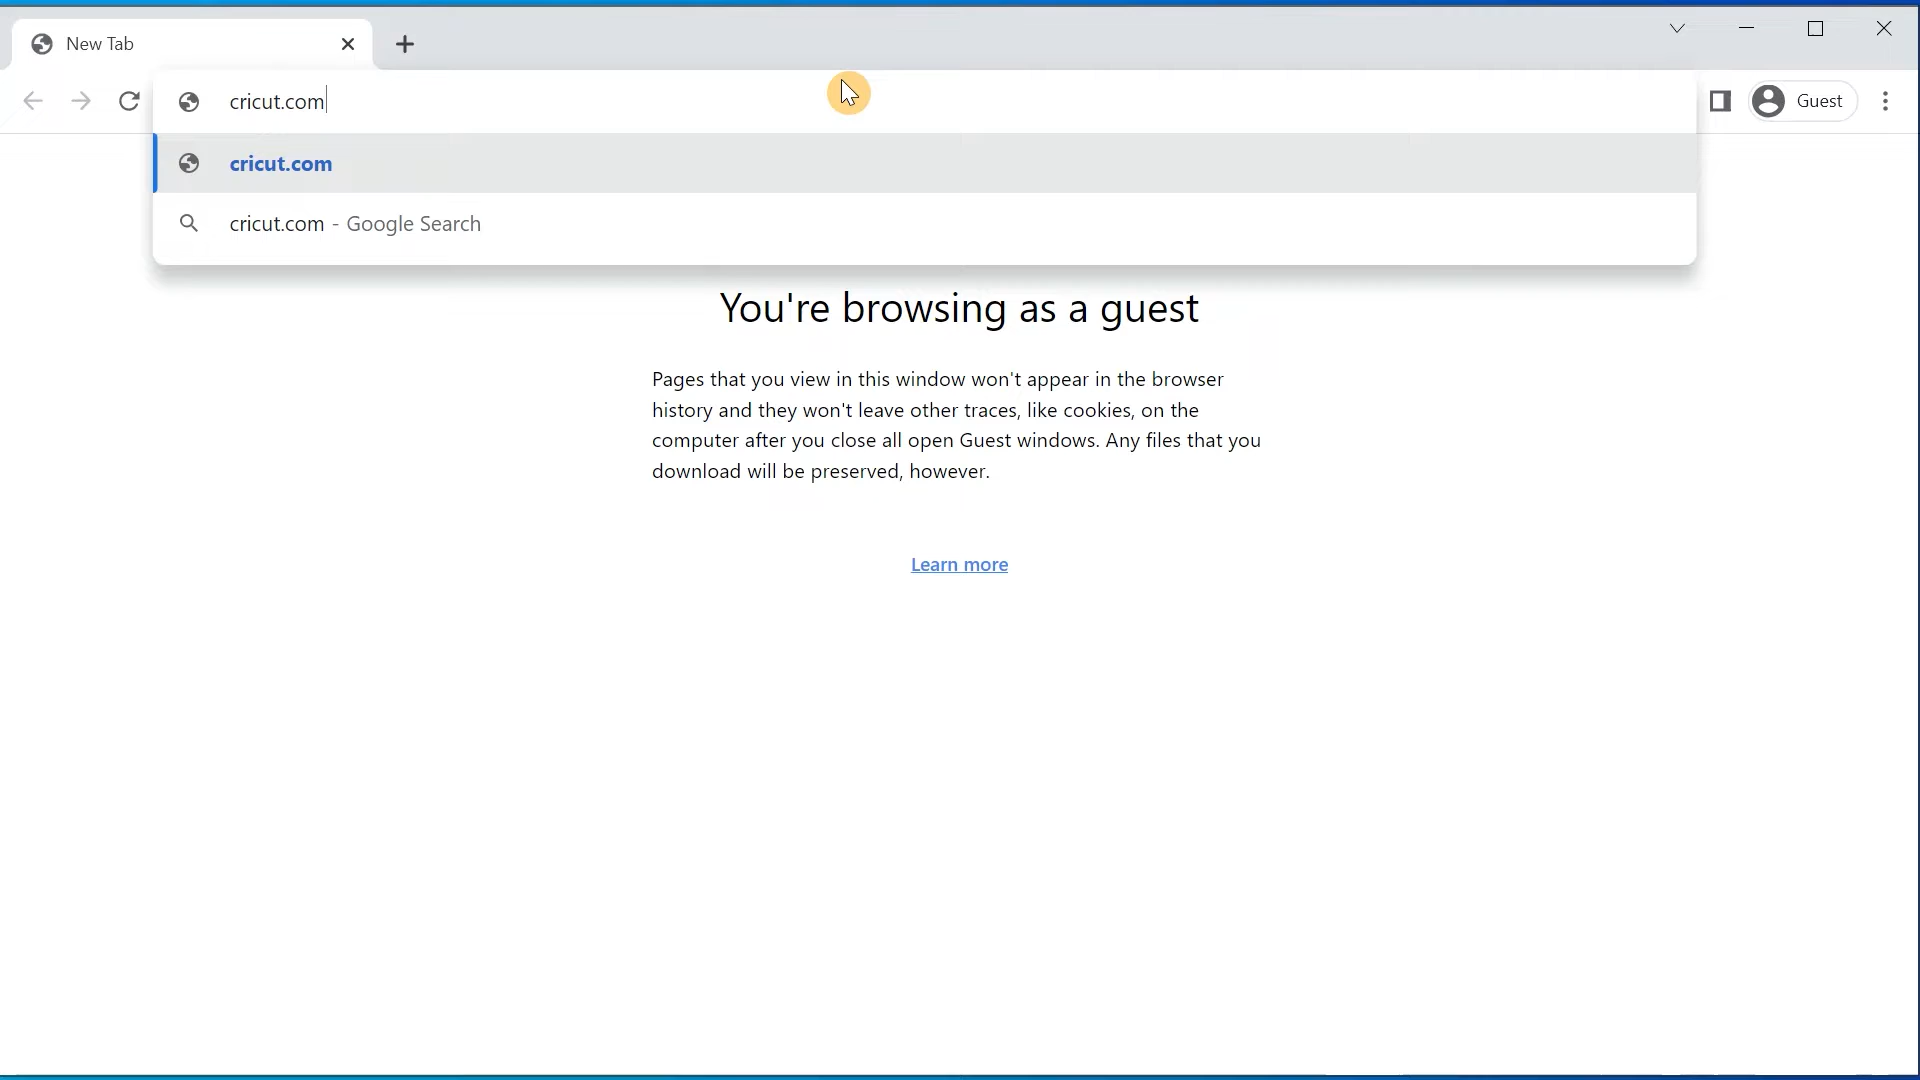 New Tab
cricut.com
Guest
cricut.com
cricut.com - Google Search
You're browsing as a guest
Pages that you view in this window won't appear in the browser
history and they won't leave other traces, like cookies, on the
computer after you close all open Guest windows. Any files that you
download will be preserved, however.
Learn more